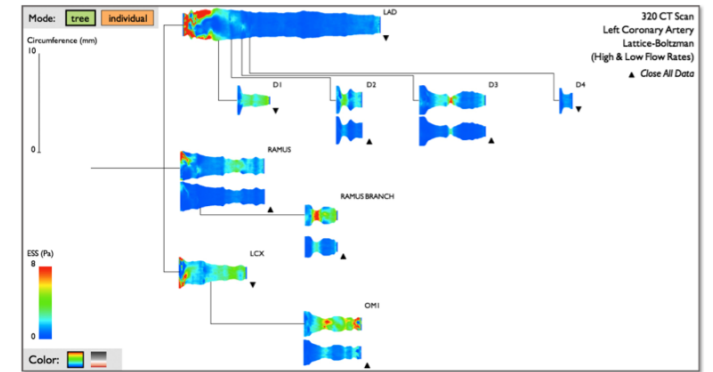 Mode: tree individual
320 CT Scan
Left Coronary Artery
Lattice-Boltzman
(High & Low Flow Rates)
▲ Close All Data
Circumference (mm)
10
0
LAD
D1
D2
D3
D4
RAMUS
RAMUS BRANCH
LCX
OM1
ESS (Pa)
8
0
Color: